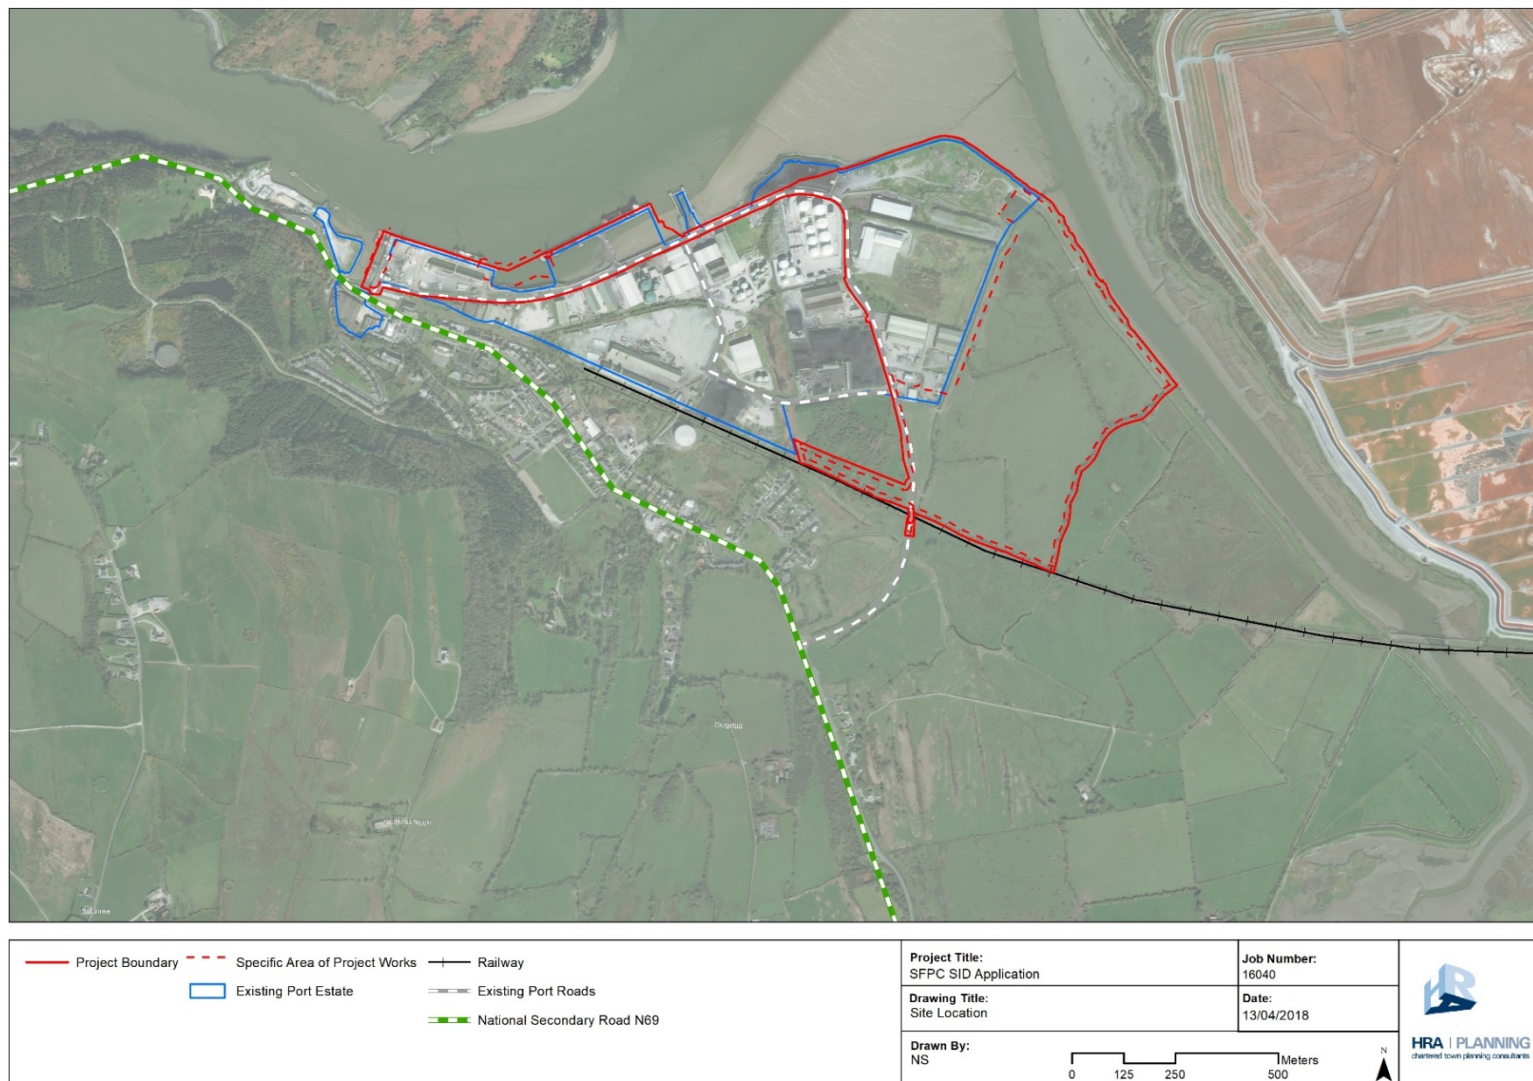 Project Boundary
Specific Area of Project Works
Railway
Existing Port Estate
Existing Port Roads
National Secondary Road N69
Project Title:
SFPC SID Application
Job Number:
16040
Drawing Title:
Site Location
Date:
13/04/2018
Drawn By:
NS
Meters
0 125 250 500
N
HRA | PLANNING
chartered town planning consultants